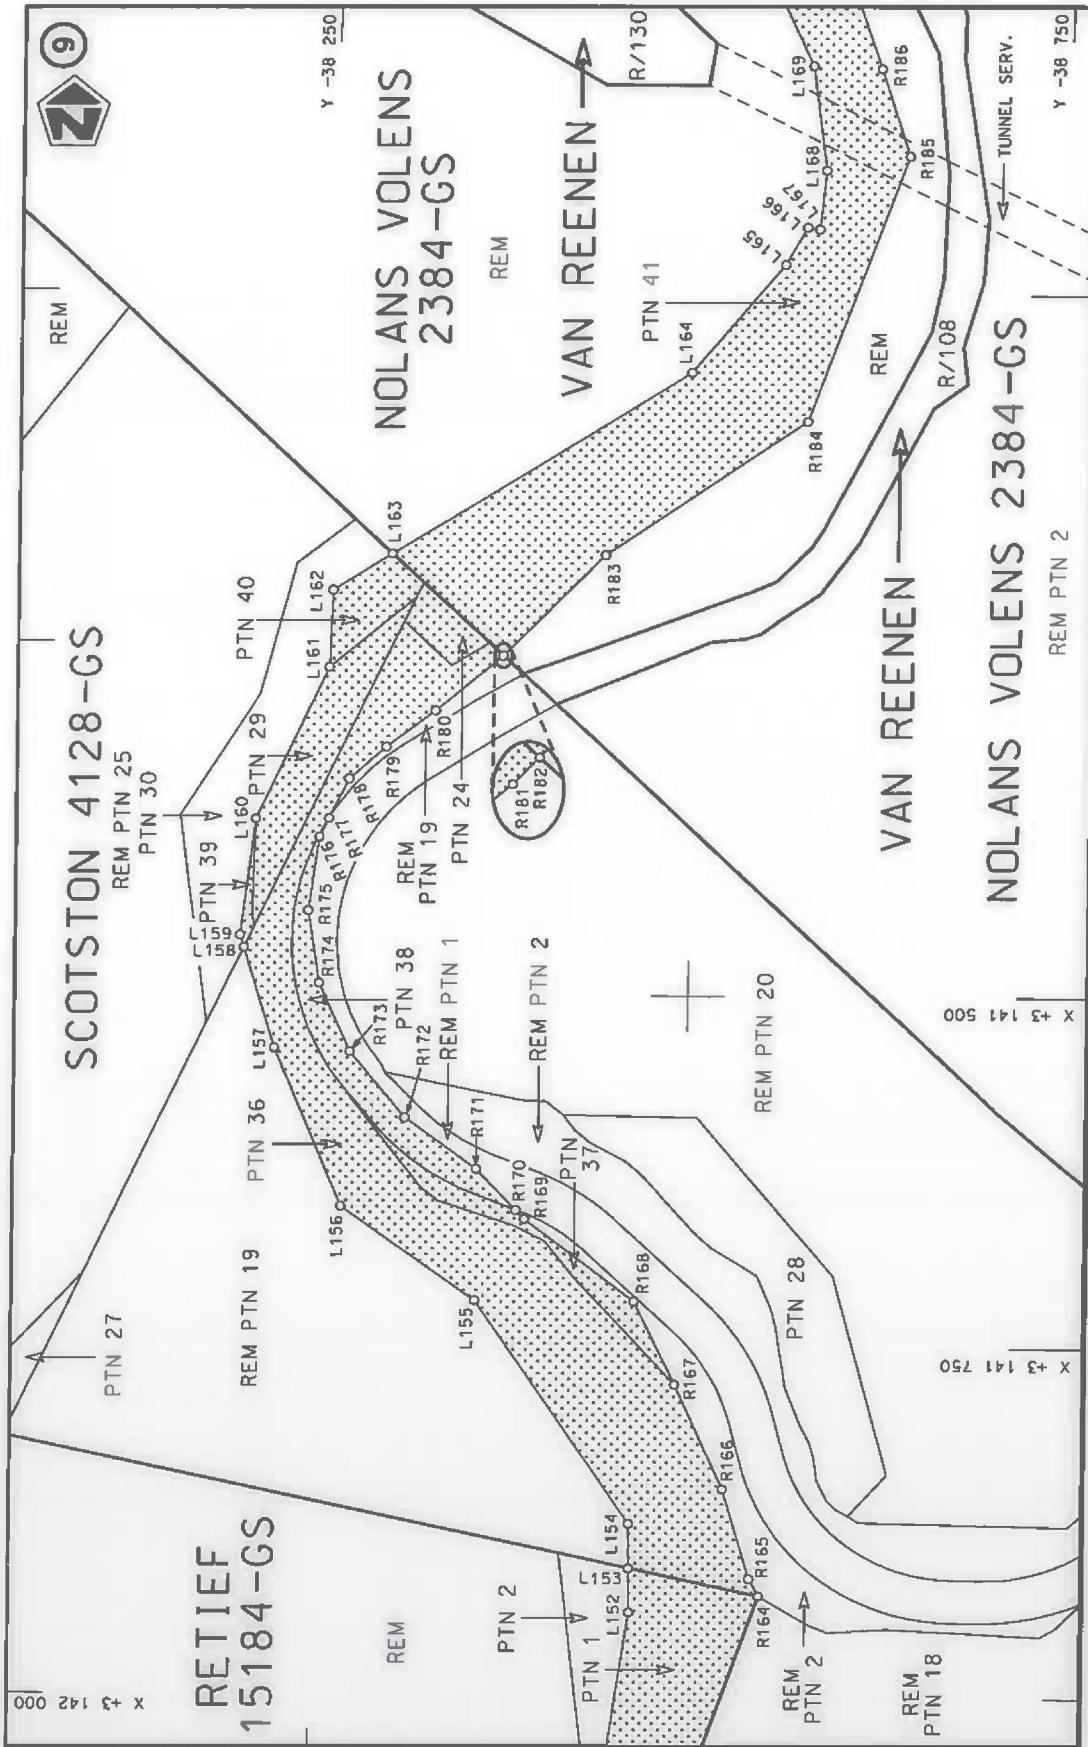 9
N
Y -38 250
Y -38 750
X +3 142 000
X +3 141 750
X +3 141 500
SCOTSTON 4128-GS
REM PTN 25
PTN 30
REM
NOLANS VOLENS
2384-GS
REM
VAN REENEN
R/130
PTN 41
REM
R/108
TUNNEL SERV.
VAN REENEN
NOLANS VOLENS 2384-GS
REM PTN 2
RETIEF
15184-GS
REM
PTN 2
PTN 1
REM
PTN 2
REM
PTN 18
PTN 27
REM PTN 19
PTN 36
PTN 39
PTN 29
PTN 40
REM
PTN 19
PTN 24
PTN 38
REM PTN 1
REM PTN 2
PTN
37
PTN 28
REM PTN 20
L152
L153
L154
L155
L156
L157
L158
L159
L160
L161
L162
L163
L164
L165
L166
L167
L168
L169
R164
R165
R166
R167
R168
R169
R170
R171
R172
R173
R174
R175
R176
R177
R178
R179
R180
R181
R182
R183
R184
R185
R186